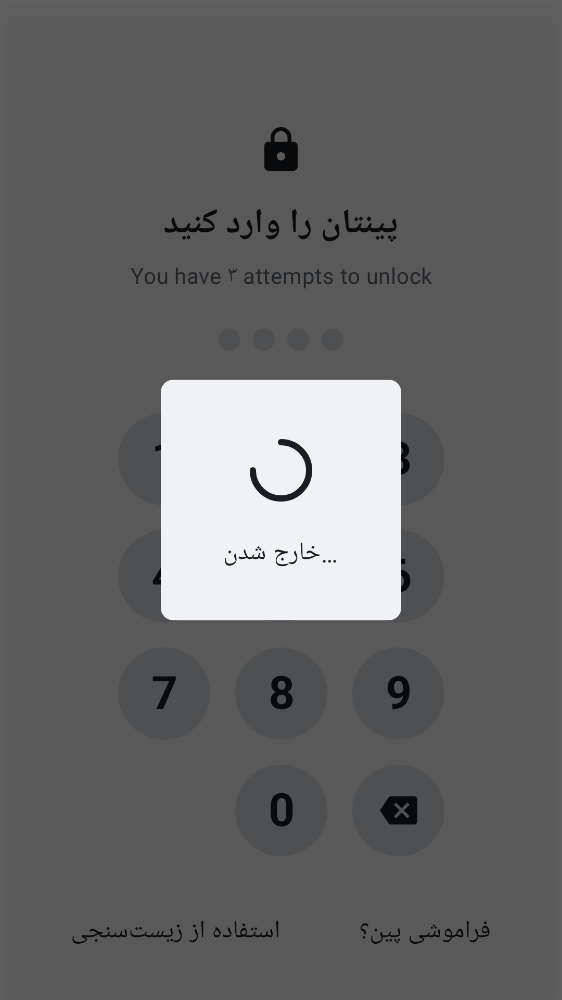 پینتان را وارد کنید
You have ۳ attempts to unlock
...خارج شدن
7 8 9
0
استفاده از زیست‌سنجی فراموشی پین؟